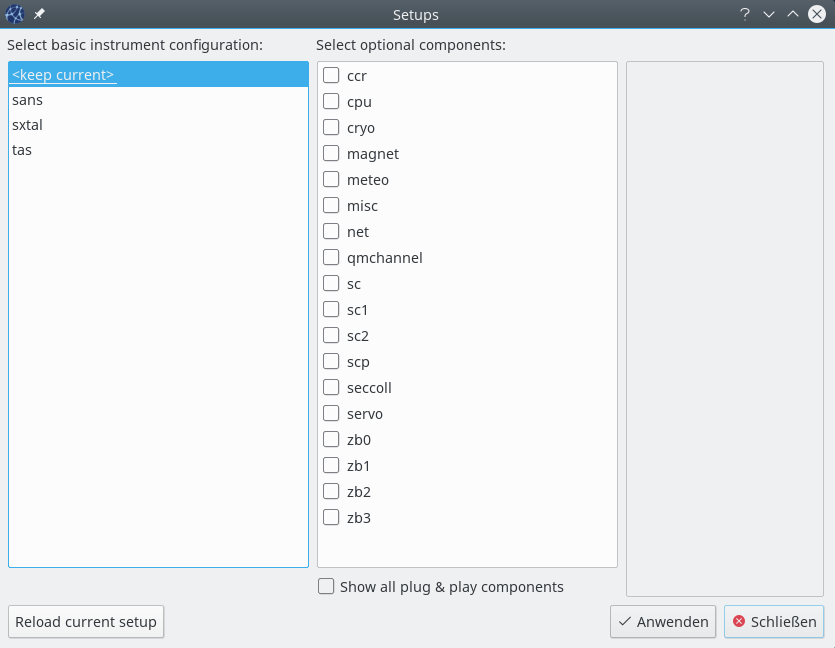 Setups
Select basic instrument configuration:
<keep current>
sans
sxtal
tas
Select optional components:
ccr
cpu
cryo
magnet
meteo
misc
net
qmchannel
sc
sc1
sc2
scp
seccoll
servo
zb0
zb1
zb2
zb3
Show all plug & play components
Reload current setup
Anwenden
Schließen